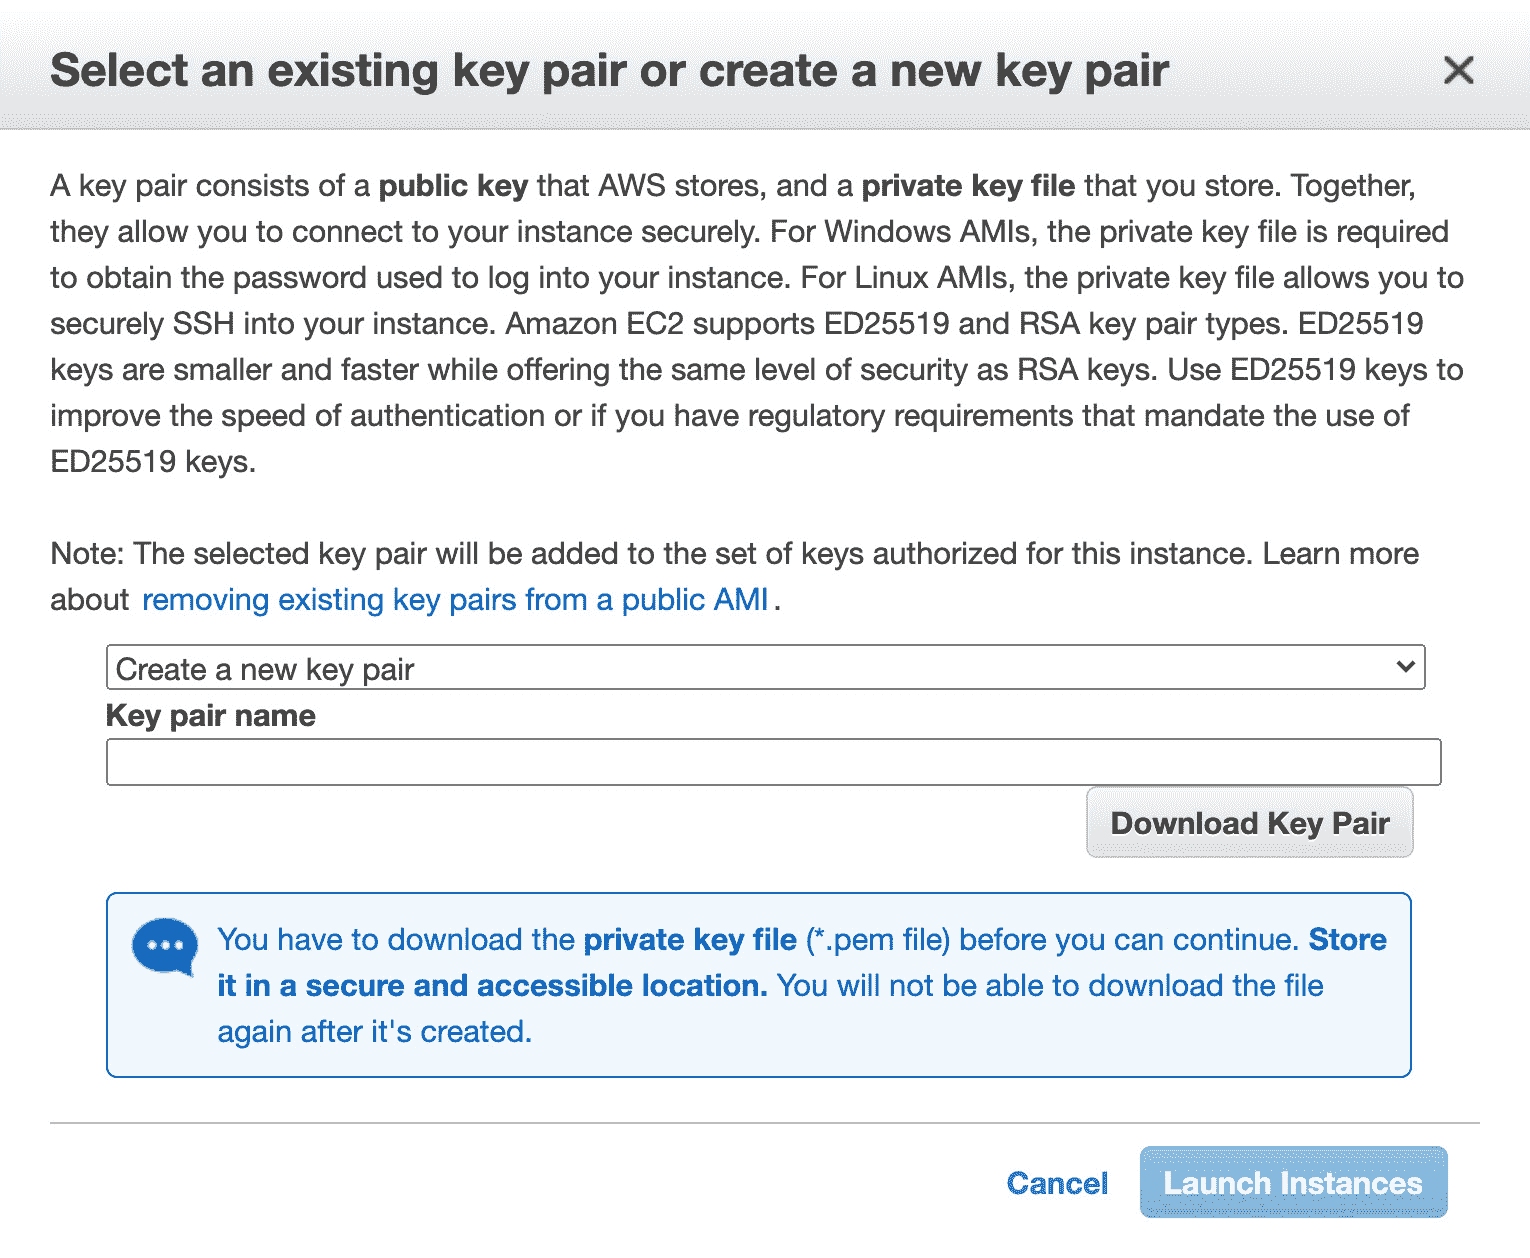 Select an existing key pair or create a new key pair
A key pair consists of a public key that AWS stores, and a private key file that you store. Together,
they allow you to connect to your instance securely. For Windows AMIs, the private key file is required
to obtain the password used to log into your instance. For Linux AMIs, the private key file allows you to
securely SSH into your instance. Amazon EC2 supports ED25519 and RSA key pair types. ED25519
keys are smaller and faster while offering the same level of security as RSA keys. Use ED25519 keys to
improve the speed of authentication or if you have regulatory requirements that mandate the use of
ED25519 keys.
Note: The selected key pair will be added to the set of keys authorized for this instance. Learn more
about removing existing key pairs from a public AMI.
Create a new key pair
Key pair name
Download Key Pair
You have to download the private key file (*.pem file) before you can continue. Store
it in a secure and accessible location. You will not be able to download the file
again after it's created.
Cancel
Launch Instances